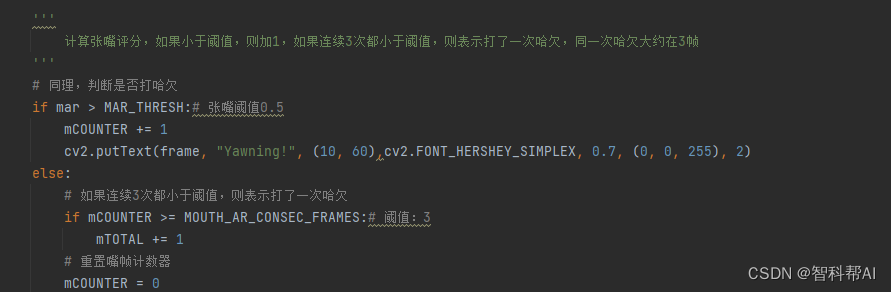 '''
计算张嘴评分，如果小于阈值，则加1，如果连续3次都小于阈值，则表示打了一次哈欠，同一次哈欠大约在3帧
'''
# 同理，判断是否打哈欠
if mar > MAR_THRESH:# 张嘴阈值0.5
mCOUNTER += 1
cv2.putText(frame, "Yawning!", (10, 60),cv2.FONT_HERSHEY_SIMPLEX, 0.7, (0, 0, 255), 2)
else:
# 如果连续3次都小于阈值，则表示打了一次哈欠
if mCOUNTER >= MOUTH_AR_CONSEC_FRAMES:# 阈值：3
mTOTAL += 1
# 重置嘴帧计数器
mCOUNTER = 0
CSDN @智科帮AI